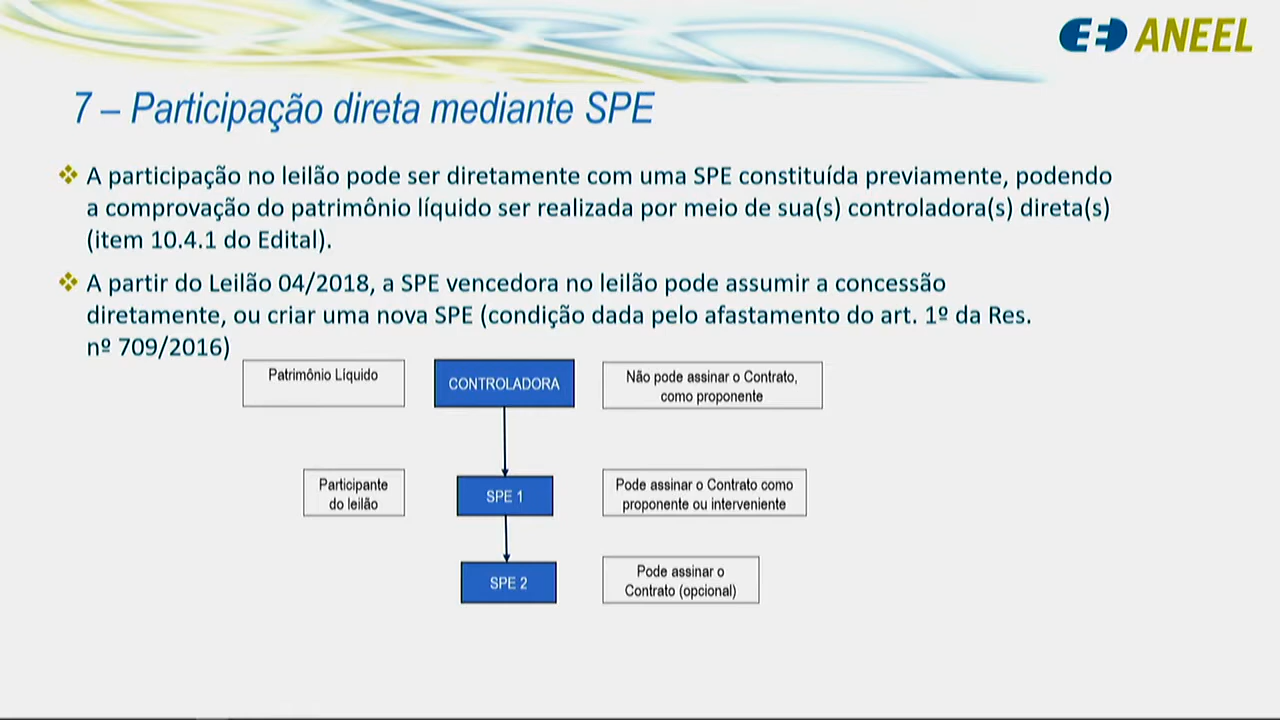 ANEEL
7 – Participação direta mediante SPE
A participação no leilão pode ser diretamente com uma SPE constituída previamente, podendo
a comprovação do patrimônio líquido ser realizada por meio de sua(s) controladora(s) direta(s)
(item 10.4.1 do Edital).
A partir do Leilão 04/2018, a SPE vencedora no leilão pode assumir a concessão
diretamente, ou criar uma nova SPE (condição dada pelo afastamento do art. 1º da Res.
nº 709/2016)
Patrimônio Líquido
CONTROLADORA
Não pode assinar o Contrato,
como proponente
Participante
do leilão
SPE 1
Pode assinar o Contrato como
proponente ou interveniente
SPE 2
Pode assinar o
Contrato (opcional)